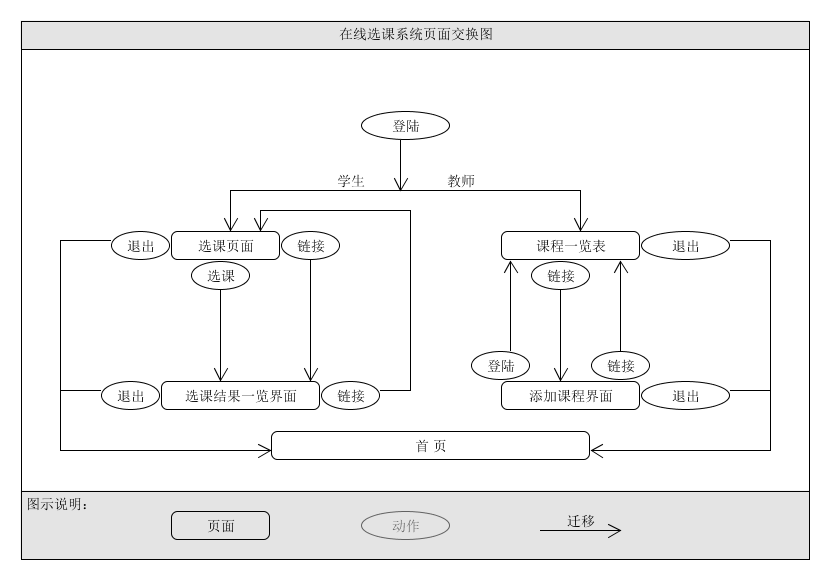 在线选课系统页面交换图
登陆
学生
教师
退出
选课页面
链接
课程一览表
退出
选课
链接
登陆
链接
退出
选课结果一览界面
链接
添加课程界面
退出
首 页
图示说明:
页面
动作
迁移